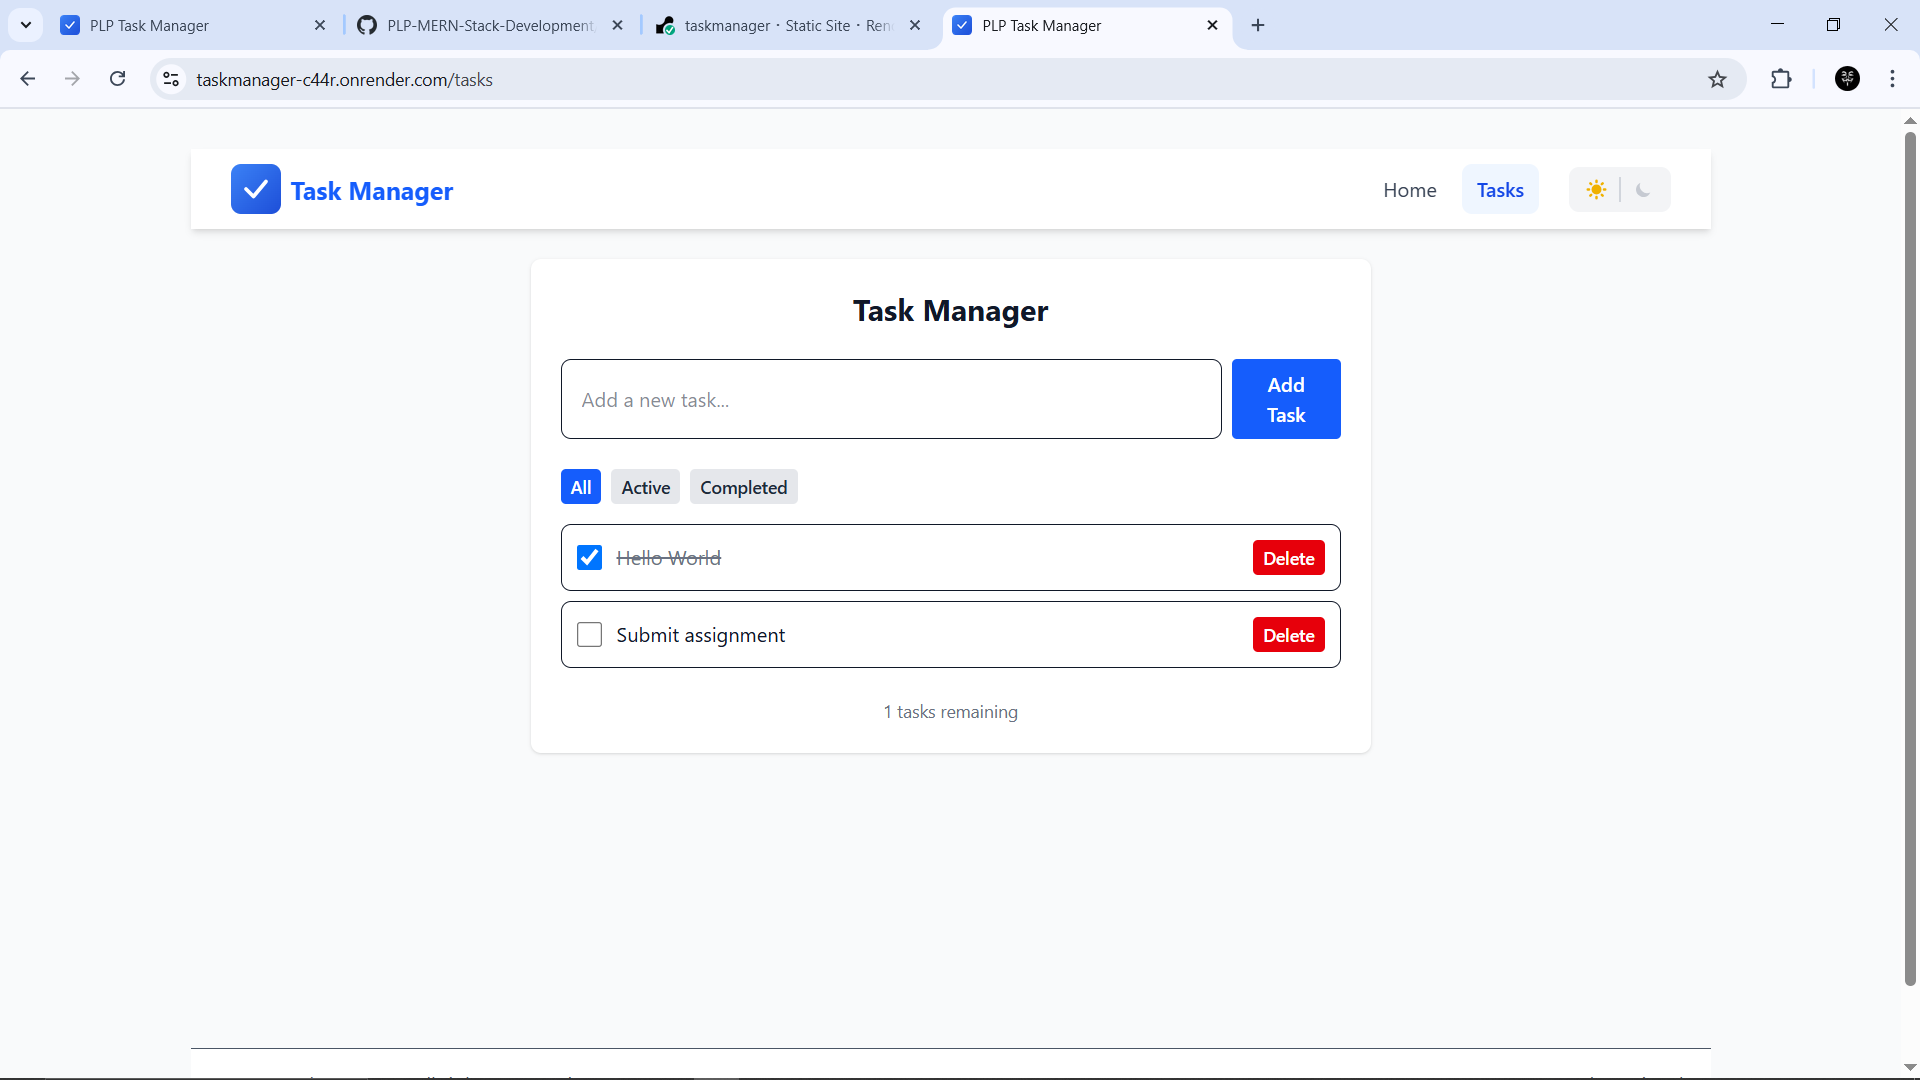 PLP Task Manager
PLP-MERN-Stack-Development
taskmanager · Static Site · Ren
PLP Task Manager
taskmanager-c44r.onrender.com/tasks
Task Manager
Home
Tasks
Task Manager
Add a new task...
Add
Task
All
Active
Completed
Hello World
Delete
Submit assignment
Delete
1 tasks remaining